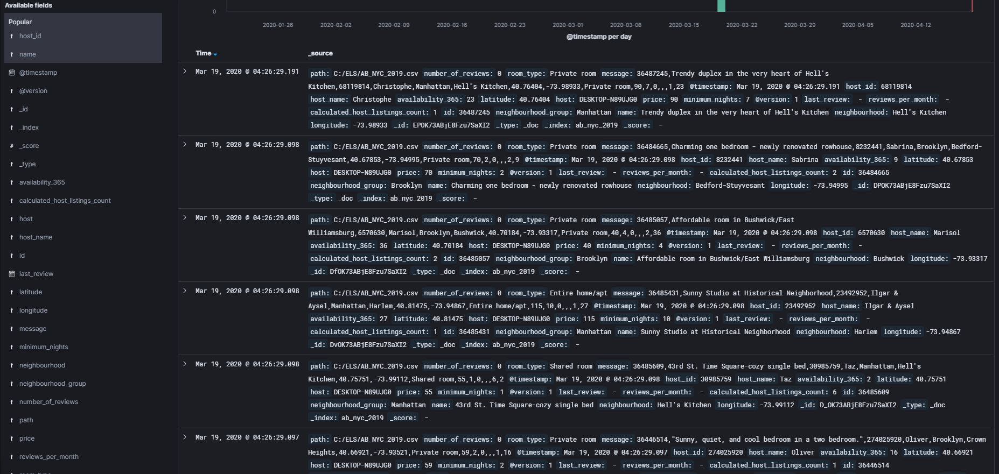 Available fields
Popular
t host_id
t name
@timestamp
t @version
t _id
t _index
# _score
t _type
t availability_365
t calculated_host_listings_count
t host
t host_name
t id
last_review
t latitude
t longitude
t message
t minimum_nights
t neighbourhood
t neighbourhood_group
t number_of_reviews
t path
t price
t reviews_per_month
0
2020-01-26 2020-02-02 2020-02-09 2020-02-16 2020-02-23 2020-03-01 2020-03-08 2020-03-15 2020-03-22 2020-03-29 2020-04-05 2020-04-12
@timestamp per day
Time _source
Mar 19, 2020 @ 04:26:29.191
path: C:/ELS/AB_NYC_2019.csv number_of_reviews: 0 room_type: Private room message: 36487245,Trendy duplex in the very heart of Hell's
Kitchen,68119814,Christophe,Manhattan,Hell's Kitchen,40.76404,-73.98933,Private room,90,7,0,,,1,23 @timestamp: Mar 19, 2020 @ 04:26:29.191 host_id: 68119814
host_name: Christophe availability_365: 23 latitude: 40.76404 host: DESKTOP-N89UJG0 price: 90 minimum_nights: 7 @version: 1 last_review: - reviews_per_month: -
calculated_host_listings_count: 1 id: 36487245 neighbourhood_group: Manhattan name: Trendy duplex in the very heart of Hell's Kitchen neighbourhood: Hell's Kitchen
longitude: -73.98933 _id: EPOK73ABjE8Fzu7SaXI2 _type: _doc _index: ab_nyc_2019 _score: -
Mar 19, 2020 @ 04:26:29.098
path: C:/ELS/AB_NYC_2019.csv number_of_reviews: 0 room_type: Private room message: 36484665,Charming one bedroom - newly renovated rowhouse,8232441,Sabrina,Brooklyn,Bedford-
Stuyvesant,40.67853,-73.94995,Private room,70,2,0,,,2,9 @timestamp: Mar 19, 2020 @ 04:26:29.098 host_id: 8232441 host_name: Sabrina availability_365: 9 latitude: 40.67853
host: DESKTOP-N89UJG0 price: 70 minimum_nights: 2 @version: 1 last_review: - reviews_per_month: - calculated_host_listings_count: 2 id: 36484665
neighbourhood_group: Brooklyn name: Charming one bedroom - newly renovated rowhouse neighbourhood: Bedford-Stuyvesant longitude: -73.94995 _id: DPOK73ABjE8Fzu7SaXI2
_type: _doc _index: ab_nyc_2019 _score: -
Mar 19, 2020 @ 04:26:29.098
path: C:/ELS/AB_NYC_2019.csv number_of_reviews: 0 room_type: Private room message: 36485057,Affordable room in Bushwick/East
Williamsburg,6570630,Marisol,Brooklyn,Bushwick,40.70184,-73.93317,Private room,40,4,0,,,2,36 @timestamp: Mar 19, 2020 @ 04:26:29.098 host_id: 6570630 host_name: Marisol
availability_365: 36 latitude: 40.70184 host: DESKTOP-N89UJG0 price: 40 minimum_nights: 4 @version: 1 last_review: - reviews_per_month: -
calculated_host_listings_count: 2 id: 36485057 neighbourhood_group: Brooklyn name: Affordable room in Bushwick/East Williamsburg neighbourhood: Bushwick longitude: -73.93317
_id: DfOK73ABjE8Fzu7SaXI2 _type: _doc _index: ab_nyc_2019 _score: -
Mar 19, 2020 @ 04:26:29.098
path: C:/ELS/AB_NYC_2019.csv number_of_reviews: 0 room_type: Entire home/apt message: 36485431,Sunny Studio at Historical Neighborhood,23492952,Ilgar &
Aysel,Manhattan,Harlem,40.81475,-73.94867,Entire home/apt,115,10,0,,,1,27 @timestamp: Mar 19, 2020 @ 04:26:29.098 host_id: 23492952 host_name: Ilgar & Aysel
availability_365: 27 latitude: 40.81475 host: DESKTOP-N89UJG0 price: 115 minimum_nights: 10 @version: 1 last_review: - reviews_per_month: -
calculated_host_listings_count: 1 id: 36485431 neighbourhood_group: Manhattan name: Sunny Studio at Historical Neighborhood neighbourhood: Harlem longitude: -73.94867
_id: DvOK73ABjE8Fzu7SaXI2 _type: _doc _index: ab_nyc_2019 _score: -
Mar 19, 2020 @ 04:26:29.098
path: C:/ELS/AB_NYC_2019.csv number_of_reviews: 0 room_type: Shared room message: 36485609,43rd St. Time Square-cozy single bed,30985759,Taz,Manhattan,Hell's
Kitchen,40.75751,-73.99112,Shared room,55,1,0,,,6,2 @timestamp: Mar 19, 2020 @ 04:26:29.098 host_id: 30985759 host_name: Taz availability_365: 2 latitude: 40.75751
host: DESKTOP-N89UJG0 price: 55 minimum_nights: 1 @version: 1 last_review: - reviews_per_month: - calculated_host_listings_count: 6 id: 36485609
neighbourhood_group: Manhattan name: 43rd St. Time Square-cozy single bed neighbourhood: Hell's Kitchen longitude: -73.99112 _id: D_OK73ABjE8Fzu7SaXI2 _type: _doc
_index: ab_nyc_2019 _score: -
Mar 19, 2020 @ 04:26:29.097
path: C:/ELS/AB_NYC_2019.csv number_of_reviews: 0 room_type: Private room message: 36446514,"Sunny, quiet, and cool bedroom in a two bedroom.",274025920,Oliver,Brooklyn,Crown
Heights,40.66921,-73.93521,Private room,59,2,0,,,1,16 @timestamp: Mar 19, 2020 @ 04:26:29.097 host_id: 274025920 host_name: Oliver availability_365: 16 latitude: 40.66921
host: DESKTOP-N89UJG0 price: 59 minimum_nights: 2 @version: 1 last_review: - reviews_per_month: - calculated_host_listings_count: 1 id: 36446514